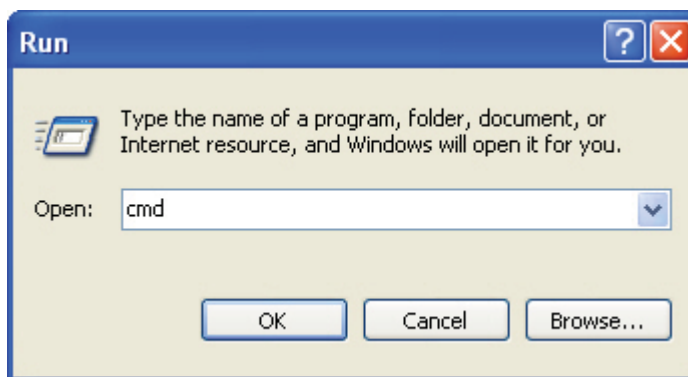 Run
Type the name of a program, folder, document, or
Internet resource, and Windows will open it for you.
Open: cmd
OK Cancel Browse...